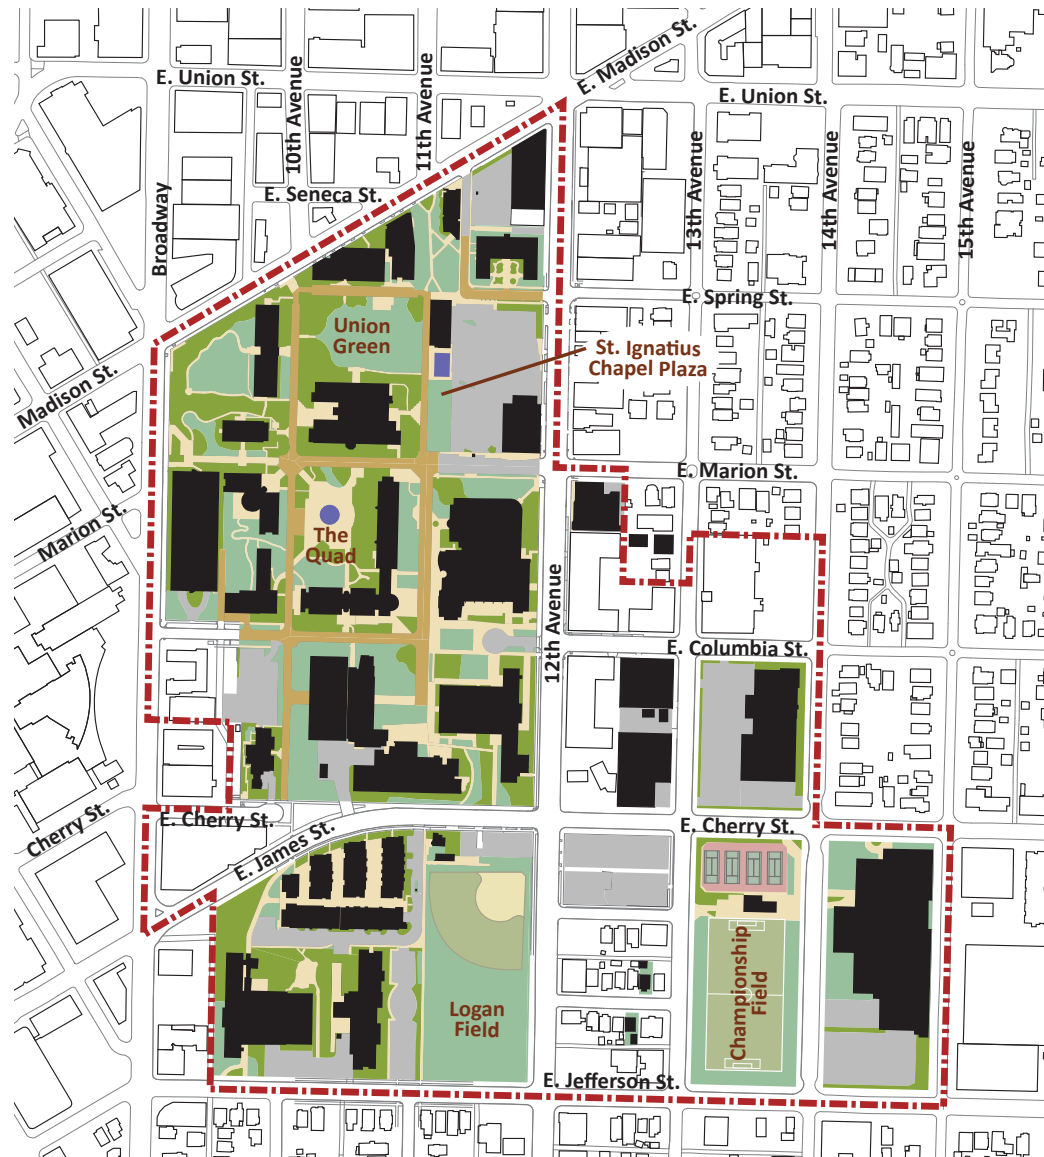 E. Madison St.
E. Union St.
E. Union St.
10th Avenue
11th Avenue
13th Avenue
14th Avenue
15th Avenue
E. Seneca St.
Broadway
E. Spring St.
Union
Green
St. Ignatius
Chapel Plaza
Madison St.
E. Marion St.
Marion St.
The
Quad
12th Avenue
E. Columbia St.
Cherry St.
E. Cherry St.
E. James St.
E. Cherry St.
Championship
Field
Logan
Field
E. Jefferson St.